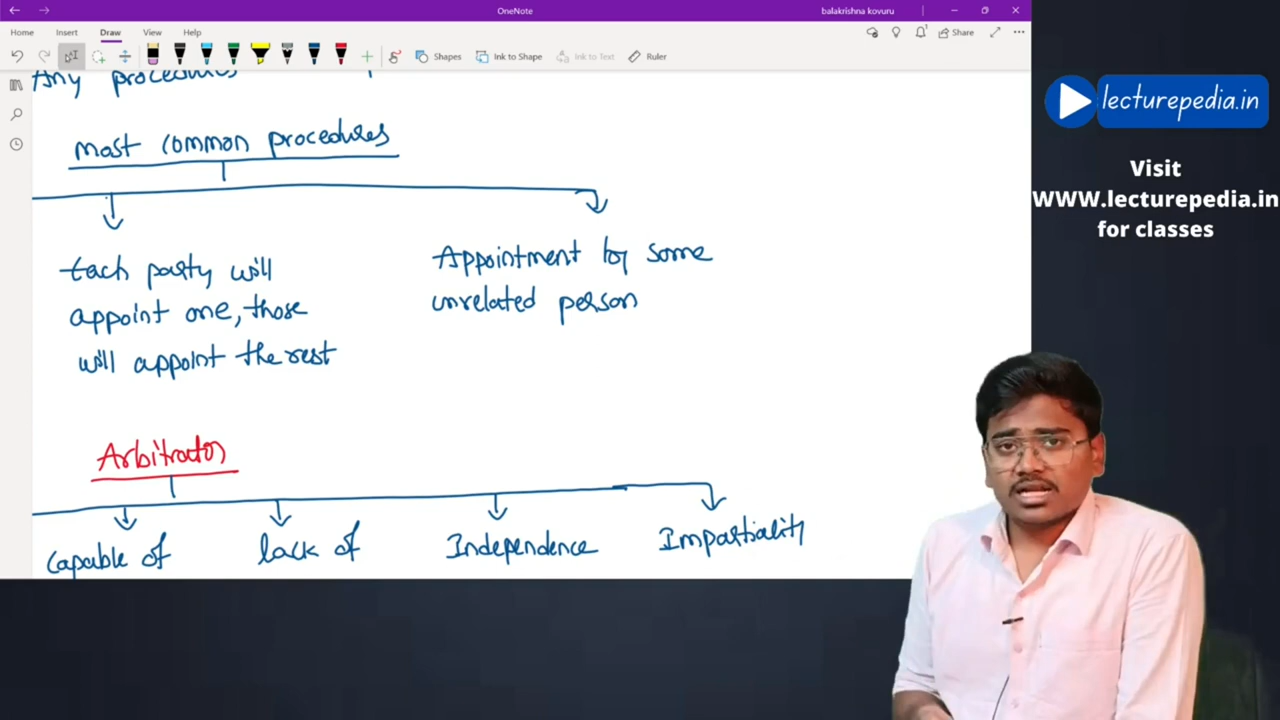 OneNote
balakrishna kovuru
Home Insert Draw View Help
Share
Shapes Ink to Shape Ink to Text Ruler
Any procedures
most common procedures
Each party will
appoint one, those
will appoint the rest
Appointment by some
unrelated person
Arbitrator
capable of
lack of
Independence
Impartiality
lecturepedia.in
Visit
WWW.lecturepedia.in
for classes